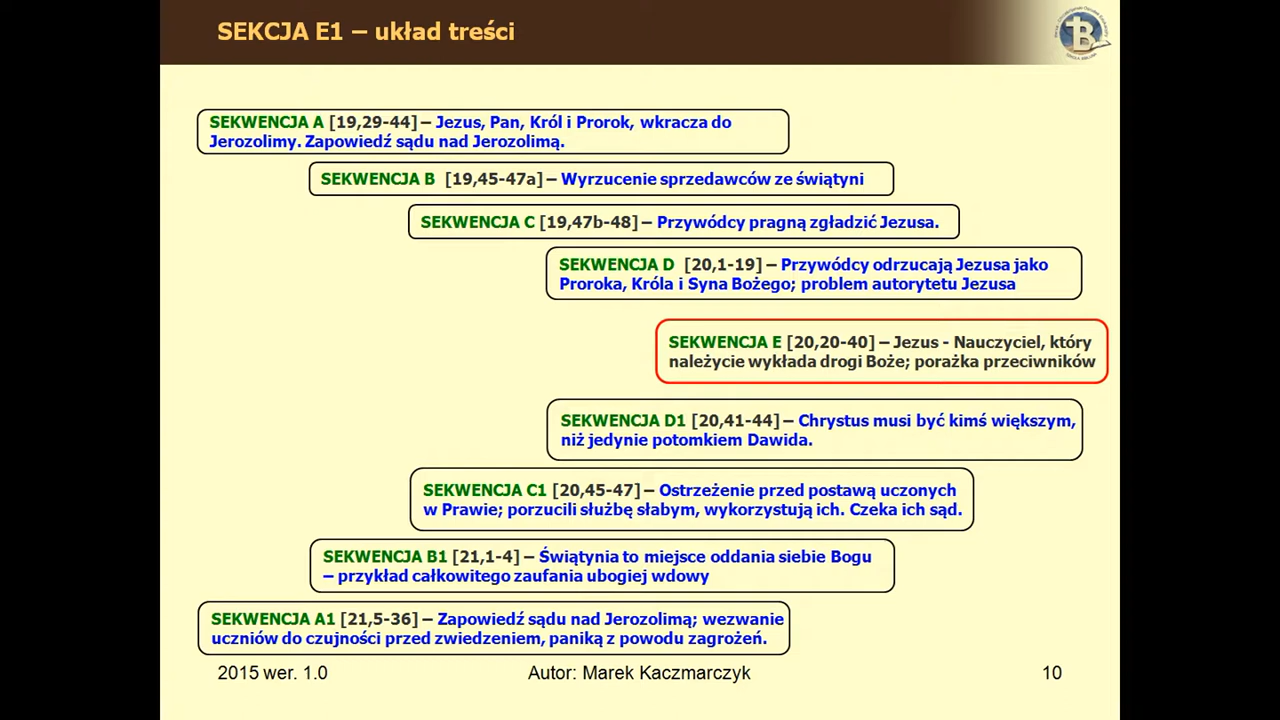 SEKCJA E1 – układ treści
SEKWENCJA A [19,29-44] – Jezus, Pan, Król i Prorok, wkracza do
Jerozolimy. Zapowiedź sądu nad Jerozolimą.
SEKWENCJA B [19,45-47a] – Wyrzucenie sprzedawców ze świątyni
SEKWENCJA C [19,47b-48] – Przywódcy pragną zgładzić Jezusa.
SEKWENCJA D [20,1-19] – Przywódcy odrzucają Jezusa jako
Proroka, Króla i Syna Bożego; problem autorytetu Jezusa
SEKWENCJA E [20,20-40] – Jezus - Nauczyciel, który
należycie wykłada drogi Boże; porażka przeciwników
SEKWENCJA D1 [20,41-44] – Chrystus musi być kimś większym,
niż jedynie potomkiem Dawida.
SEKWENCJA C1 [20,45-47] – Ostrzeżenie przed postawą uczonych
w Prawie; porzucili służbę słabym, wykorzystują ich. Czeka ich sąd.
SEKWENCJA B1 [21,1-4] – Świątynia to miejsce oddania siebie Bogu
– przykład całkowitego zaufania ubogiej wdowy
SEKWENCJA A1 [21,5-36] – Zapowiedź sądu nad Jerozolimą; wezwanie
uczniów do czujności przed zwiedzeniem, paniką z powodu zagrożeń.
2015 wer. 1.0
Autor: Marek Kaczmarczyk
10